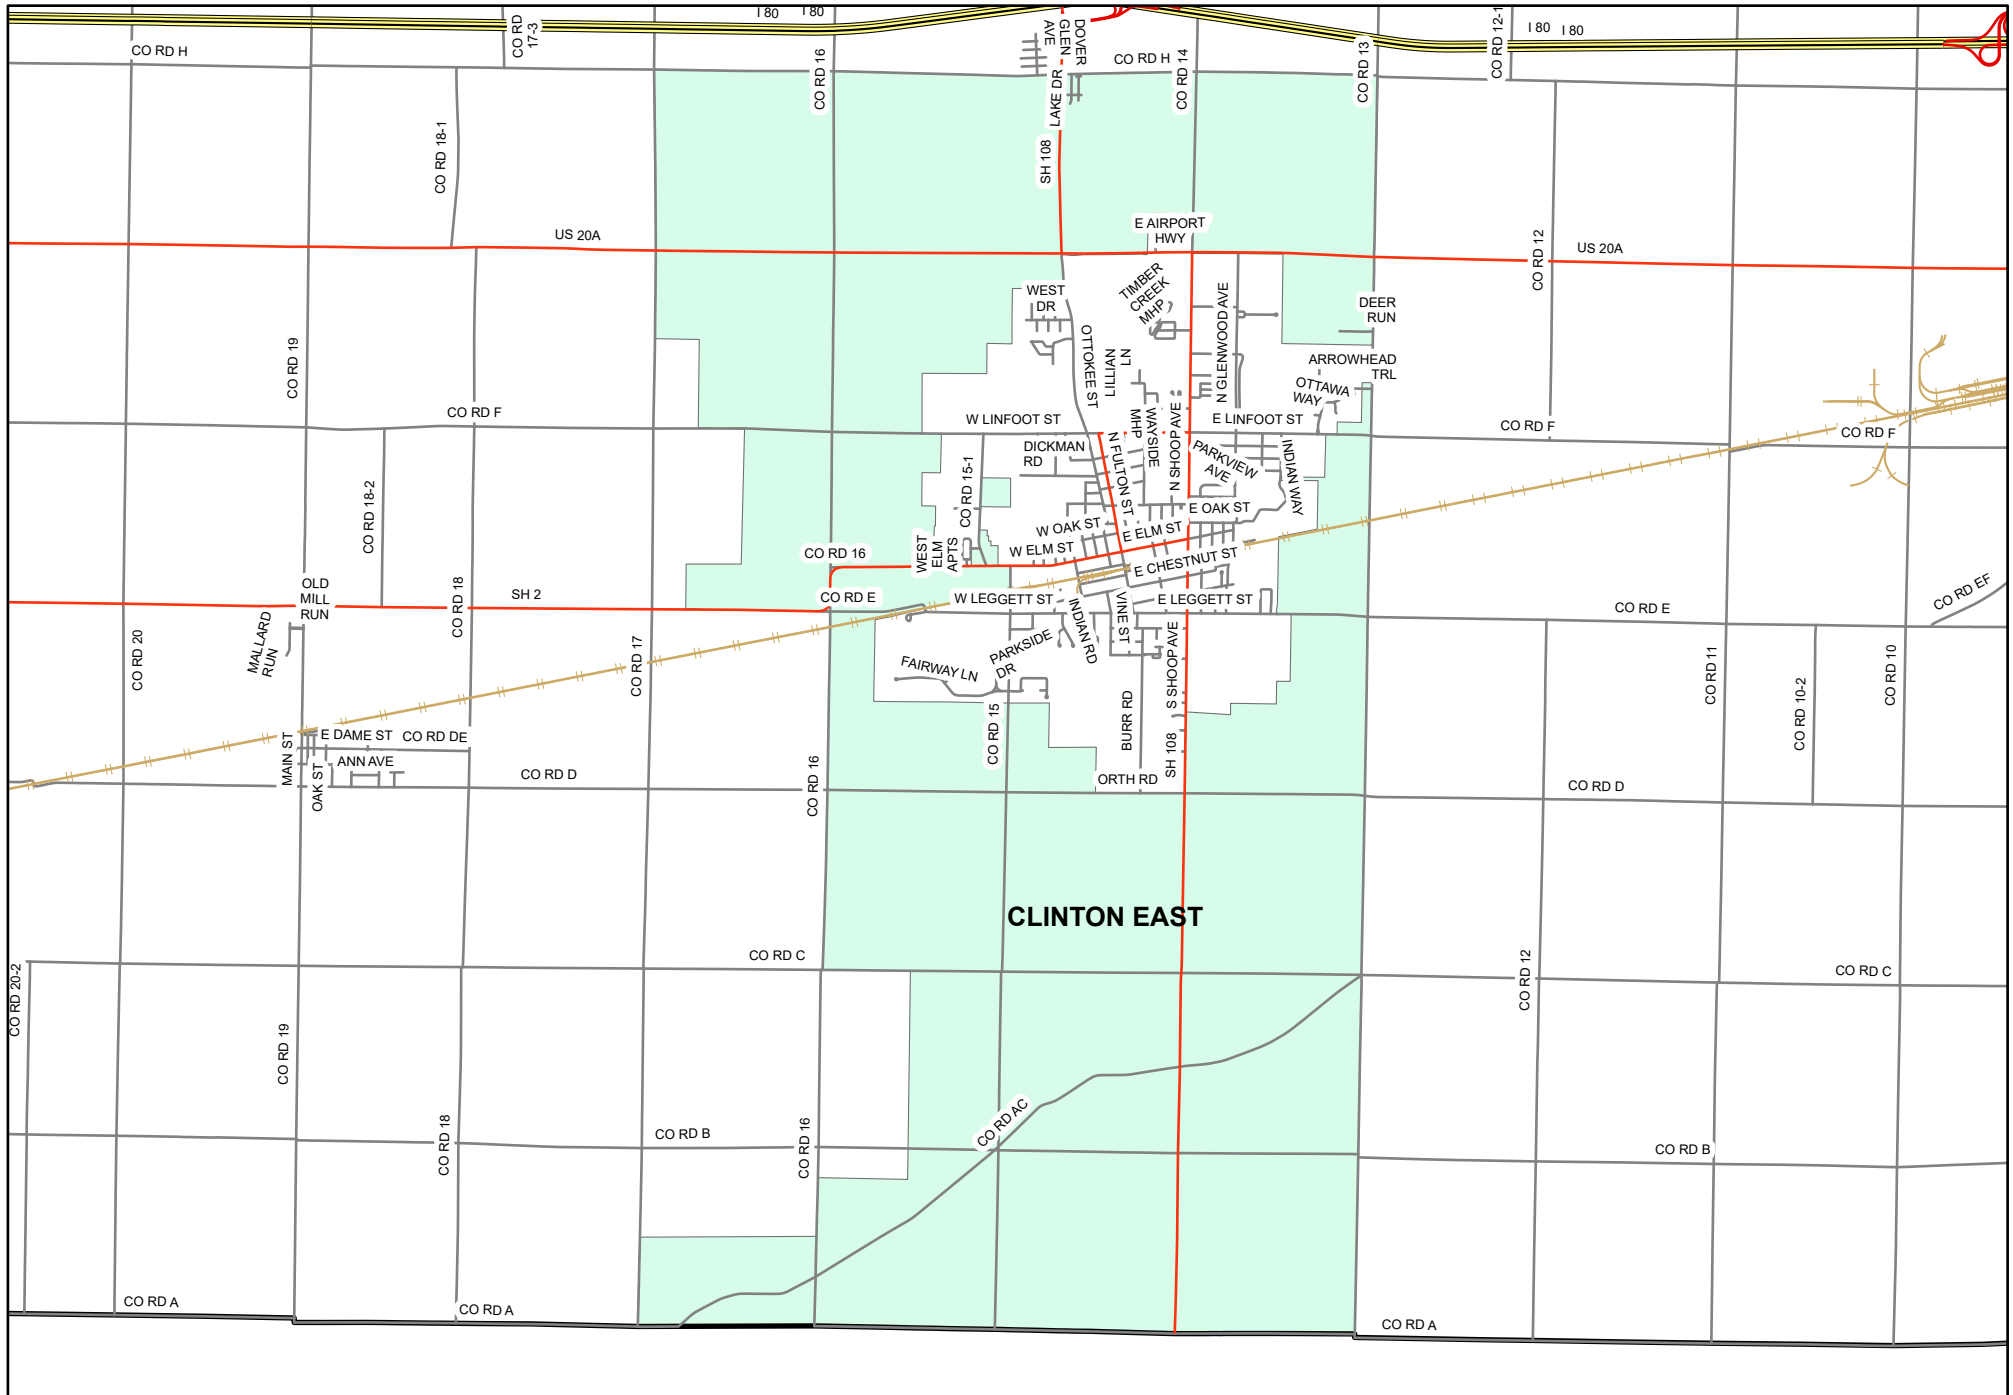 I 80
I 80
CO RD
17-3
CO RD H
CO RD 16
DOVER
GLEN
AVE
CO RD H
CO RD 14
CO RD 13
CO RD 12-1
I 80
I 80
LAKE DR
CO RD 18-1
SH 108
US 20A
E AIRPORT
HWY
CO RD 12
US 20A
WEST
DR
TIMBER
CREEK
MHP
N GLENWOOD AVE
DEER
RUN
CO RD 19
OTTOKEE ST
LILLIAN
LN
ARROWHEAD
TRL
OTTAWA
WAY
CO RD F
W LINFOOT ST
WAYSIDE
MHP
N SHOOP AVE
E LINFOOT ST
CO RD F
CO RD F
DICKMAN
RD
N FULTON ST
PARKVIEW
AVE
INDIAN WAY
CO RD 18-2
CO RD 15-1
E OAK ST
W OAK ST
E ELM ST
CO RD 16
WEST
ELM
APTS
W ELM ST
E CHESTNUT ST
OLD
MILL
RUN
CO RD 18
SH 2
CO RD E
W LEGGETT ST
E LEGGETT ST
CO RD E
CO RD EF
MALLARD
RUN
CO RD 20
CO RD 17
FAIRWAY LN
PARKSIDE
DR
INDIAN RD
VINE ST
S SHOOP AVE
CO RD 11
CO RD 10-2
CO RD 10
MAIN ST
E DAME ST
CO RD DE
ANN AVE
OAK ST
CO RD D
CO RD 16
CO RD 15
BURR RD
SH 108
ORTH RD
CO RD D
CLINTON EAST
CO RD 20-2
CO RD C
CO RD 12
CO RD C
CO RD 19
CO RD AC
CO RD 18
CO RD B
CO RD 16
CO RD B
CO RD A
CO RD A
CO RD A